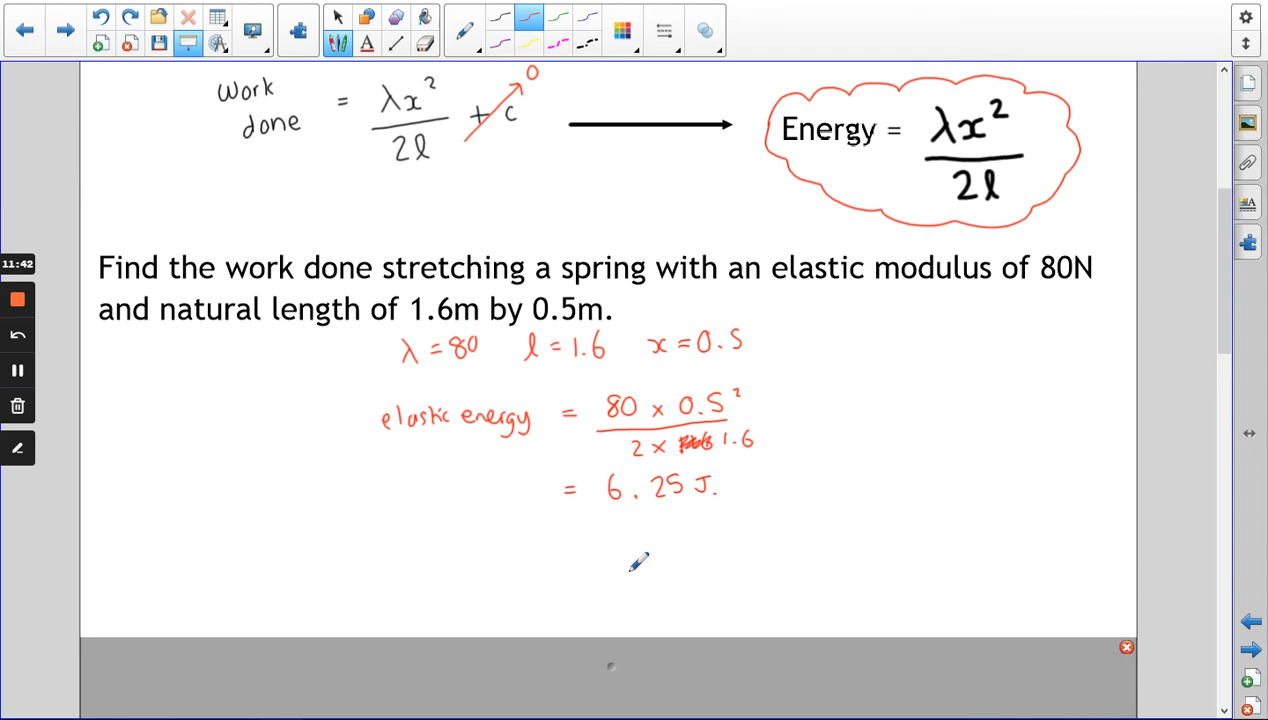 Work done = λx²/2l + c → 0
Energy = λx²/2l
11:42
Find the work done stretching a spring with an elastic modulus of 80N
and natural length of 1.6m by 0.5m.
λ = 80 l = 1.6 x = 0.5
elastic energy = 80 × 0.5² / 2 × 1.6
= 6.25 J.